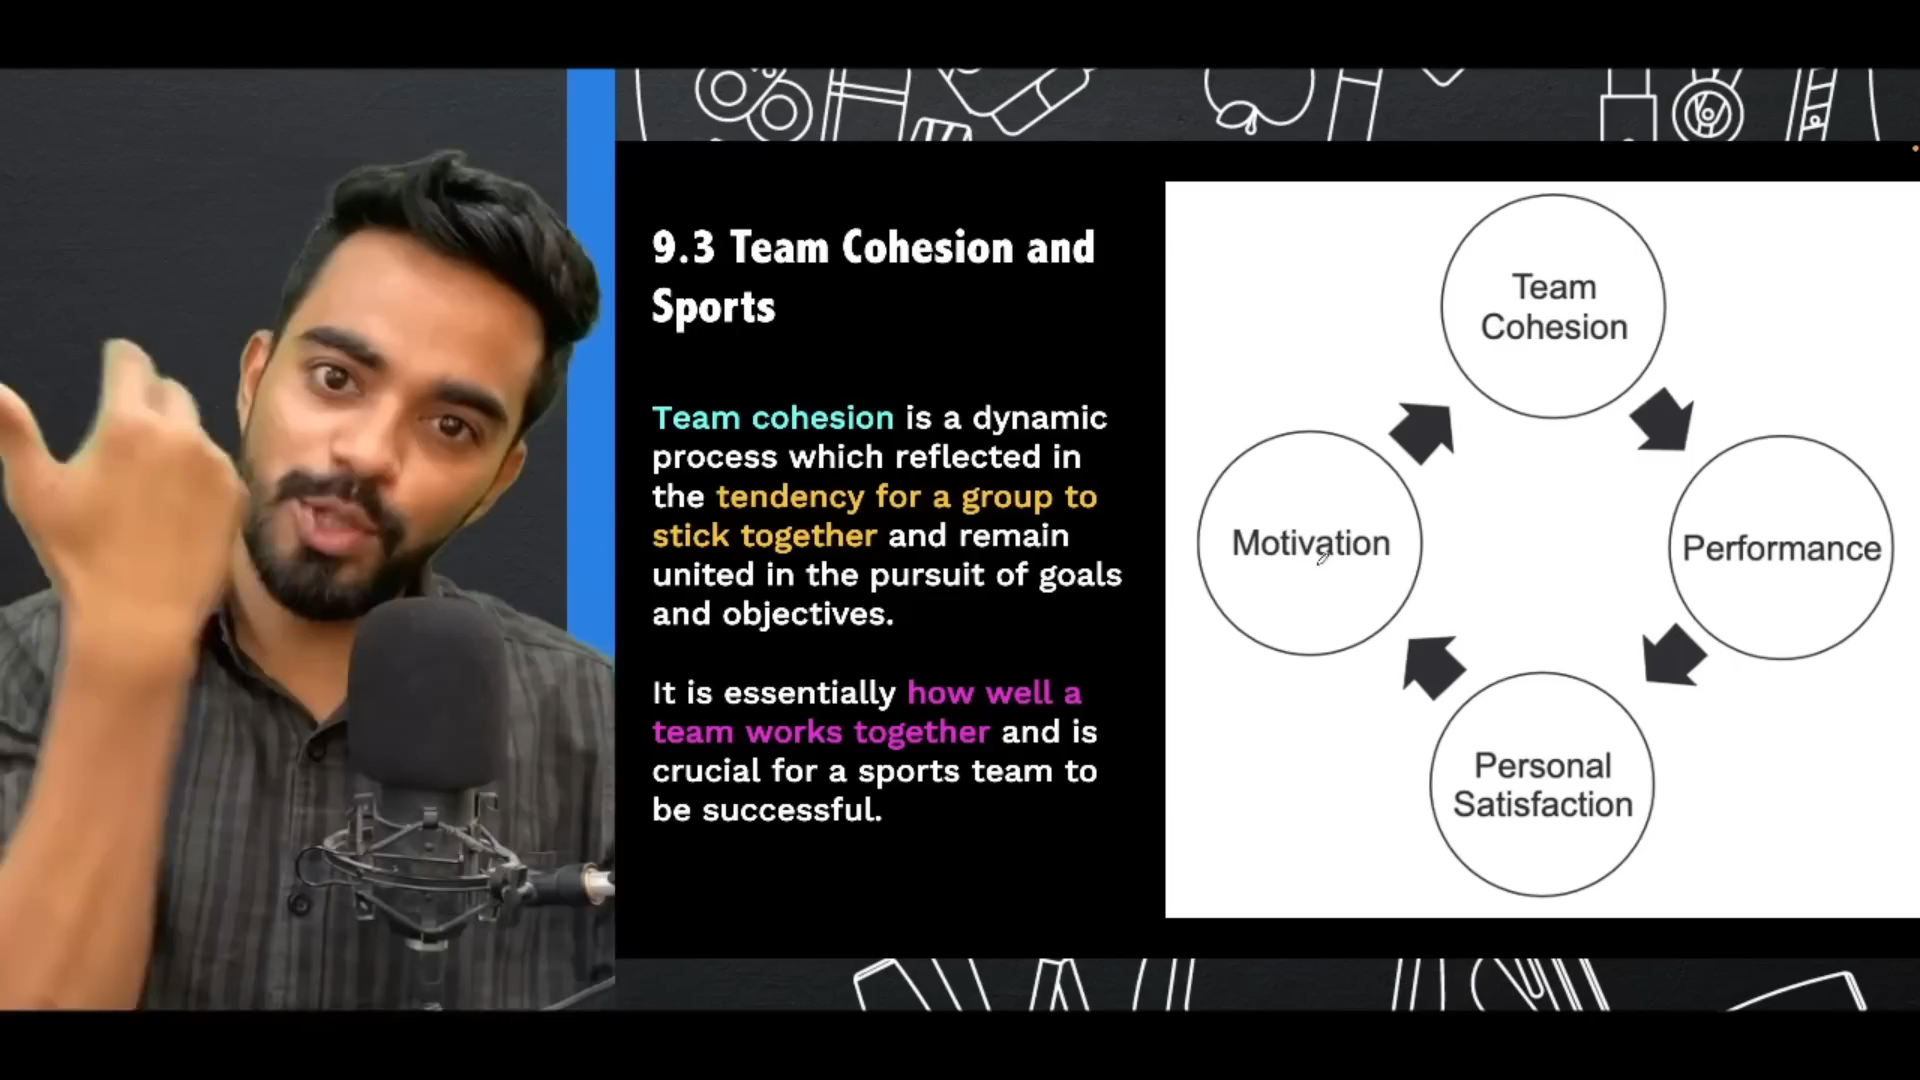 9.3 Team Cohesion and
Sports
Team cohesion is a dynamic
process which reflected in
the tendency for a group to
stick together and remain
united in the pursuit of goals
and objectives.
It is essentially how well a
team works together and is
crucial for a sports team to
be successful.
Team
Cohesion
Motivation
Performance
Personal
Satisfaction